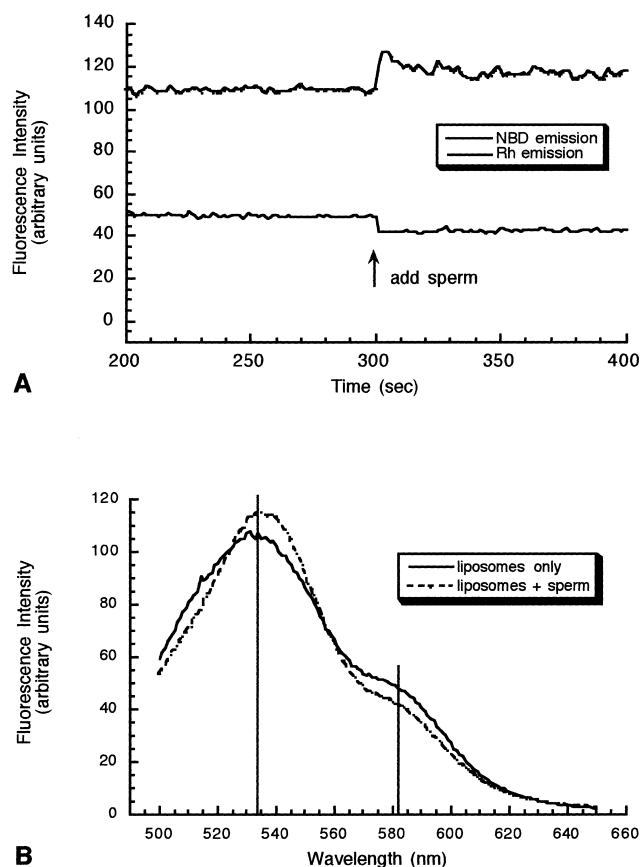 A
Fluorescence Intensity
(arbitrary units)
140
120
100
80
60
40
20
0
NBD emission
Rh emission
add sperm
200 250 300 350 400
Time (sec)
B
Fluorescence Intensity
(arbitrary units)
120
100
80
60
40
20
0
liposomes only
liposomes + sperm
500 520 540 560 580 600 620 640 660
Wavelength (nm)